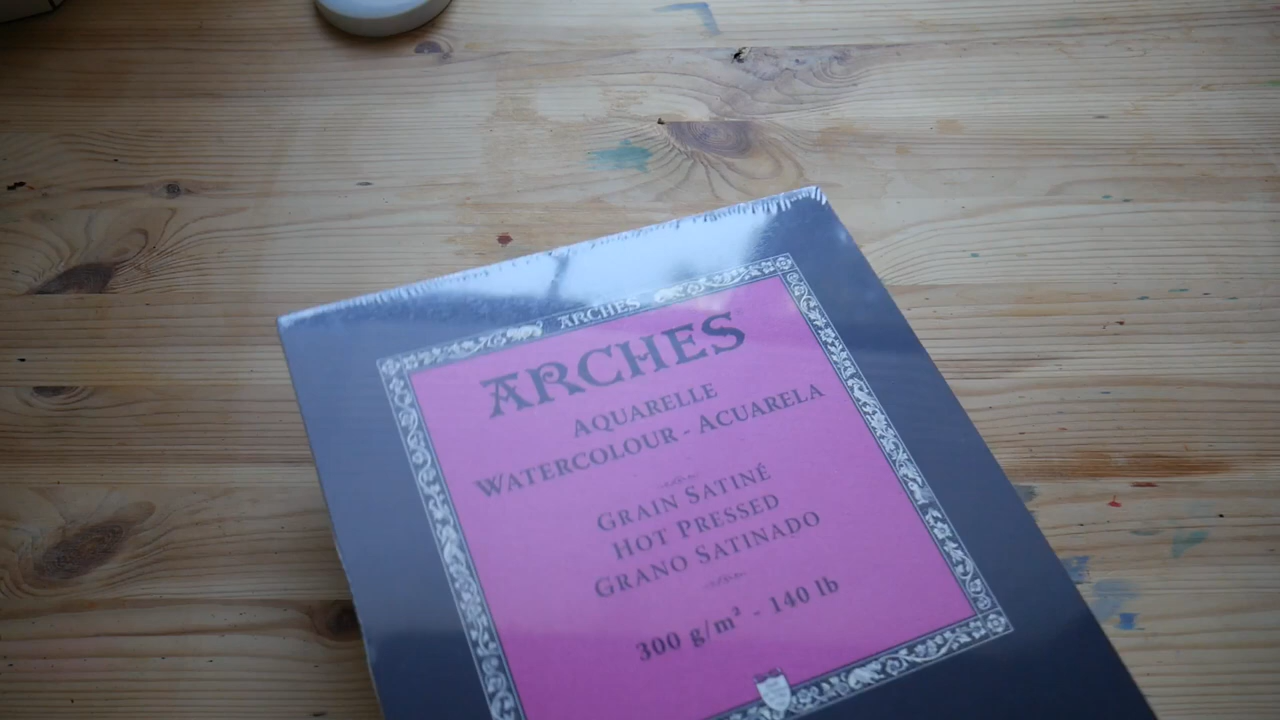 ARCHES
ARCHES
AQUARELLE
WATERCOLOUR - ACUARELA
GRAIN SATINÉ
HOT PRESSED
GRANO SATINADO
300 g/m² - 140 lb